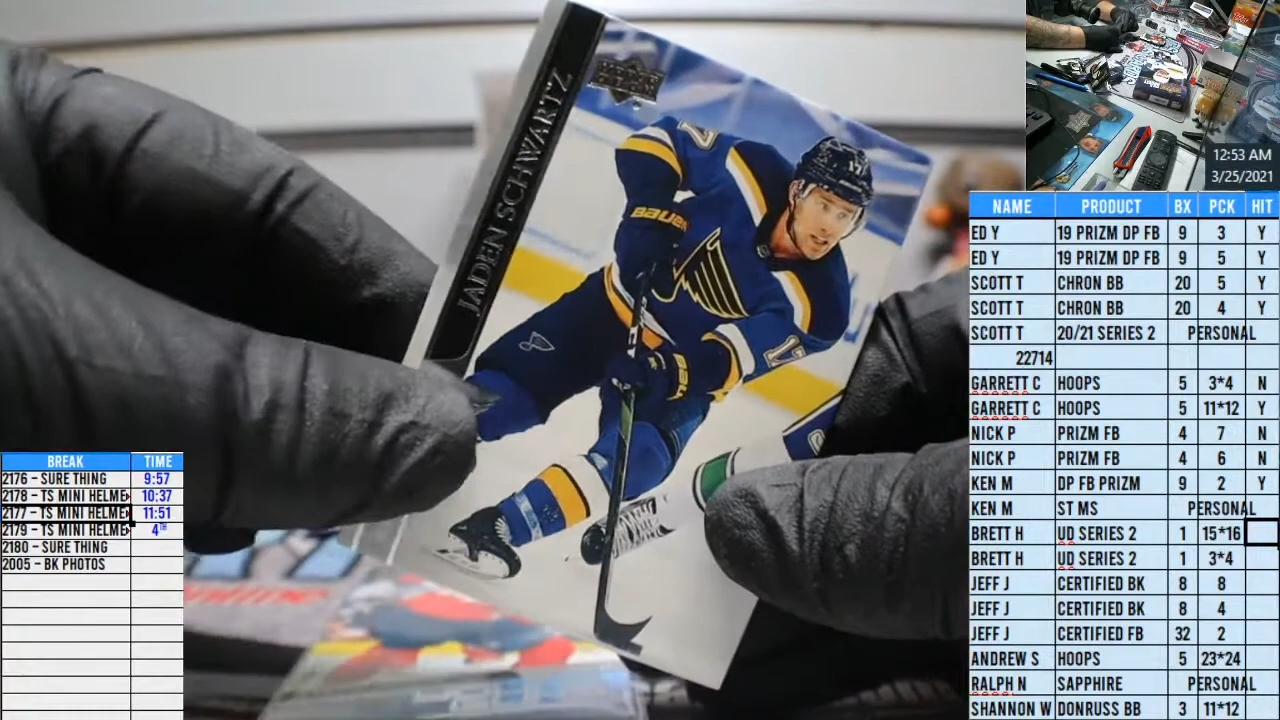 UPPER DECK
JADEN SCHWARTZ
17
17
BAUER
17
BAUER
12:53 AM
3/25/2021
NAME PRODUCT BX PCK HIT
ED Y 19 PRIZM DP FB 9 3 Y
ED Y 19 PRIZM DP FB 9 5 Y
SCOTT T CHRON BB 20 5 Y
SCOTT T CHRON BB 20 4 Y
SCOTT T 20/21 SERIES 2 PERSONAL
22714
GARRETT C HOOPS 5 3*4 N
GARRETT C HOOPS 5 11*12 Y
NICK P PRIZM FB 4 7 N
NICK P PRIZM FB 4 6 N
KEN M DP FB PRIZM 9 2 Y
KEN M ST MS PERSONAL
BRETT H UD SERIES 2 1 15*16
BRETT H UD SERIES 2 1 3*4
JEFF J CERTIFIED BK 8 8
JEFF J CERTIFIED BK 8 4
JEFF J CERTIFIED FB 32 2
ANDREW S HOOPS 5 23*24
RALPH N SAPPHIRE PERSONAL
SHANNON W DONRUSS BB 3 11*12
BREAK TIME
2176 – SURE THING 9:57
2178 – TS MINI HELME 10:37
2177 – TS MINI HELME 11:51
2179 – TS MINI HELME 4TH
2180 – SURE THING
2005 – BK PHOTOS